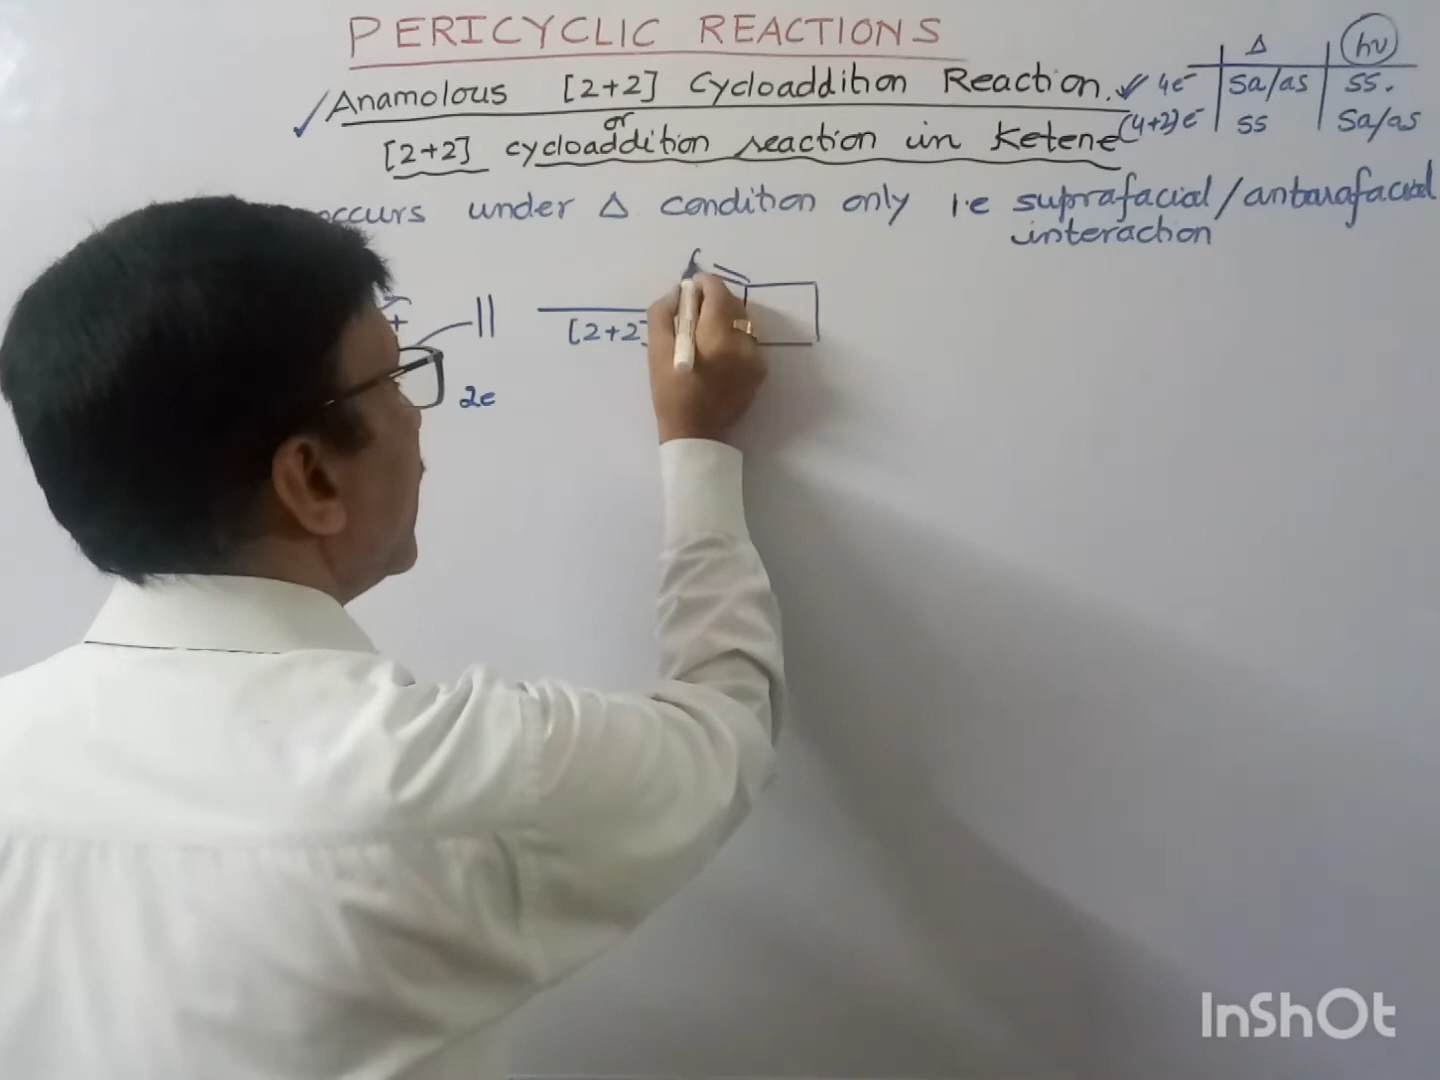 PERICYCLIC REACTIONS
Anamolous [2+2] Cycloaddition Reaction.
or
[2+2] cycloaddition reaction in Ketene
Δ hν
4e⁻ sa/as ss.
(4+2)e⁻ ss sa/as
occurs under Δ condition only i.e suprafacial/antarafacial
interaction
+
[2+2]
2e
InShOt